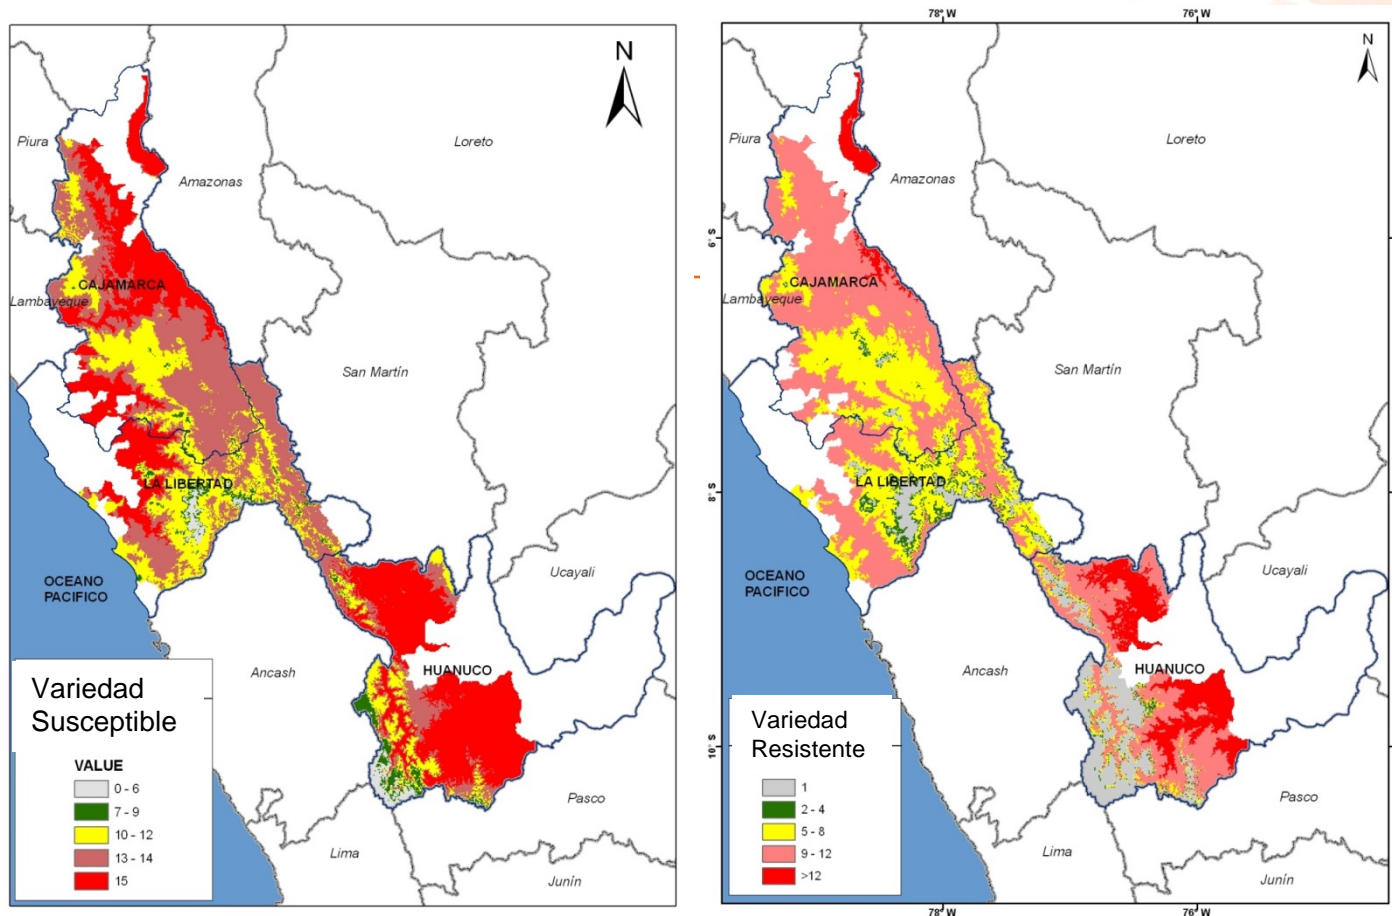 N
Piura
Loreto
Amazonas
CAJAMARCA
Lambayeque
San Martín
LA LIBERTAD
OCEANO
PACIFICO
Ucayali
Ancash
HUANUCO
Pasco
Lima
Junín
Variedad
Susceptible
VALUE
0 - 6
7 - 9
10 - 12
13 - 14
15
78° W
76° W
N
Piura
Loreto
Amazonas
6° S
CAJAMARCA
Lambayeque
San Martín
LA LIBERTAD
8° S
OCEANO
PACIFICO
Ucayali
Ancash
HUANUCO
10° S
Pasco
Lima
Junín
Variedad
Resistente
1
2 - 4
5 - 8
9 - 12
>12
78° W
76° W